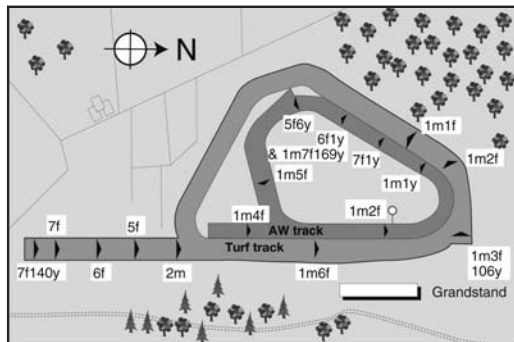 N
5f6y
6f1y
& 1m7f169y
7f1y
1m1y
1m1f
1m2f
1m5f
1m4f
1m2f
AW track
Turf track
7f
5f
7f140y
6f
2m
1m6f
1m3f
106y
Grandstand